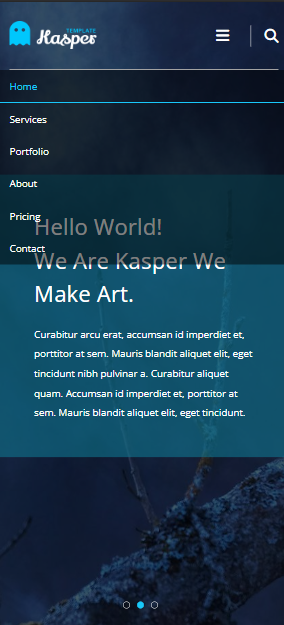 TEMPLATE
Kasper
Home
Services
Portfolio
About
Pricing
Contact
Hello World!
We Are Kasper We
Make Art.
Curabitur arcu erat, accumsan id imperdiet et,
porttitor at sem. Mauris blandit aliquet elit, eget
tincidunt nibh pulvinar a. Curabitur aliquet
quam. Accumsan id imperdiet et, porttitor at
sem. Mauris blandit aliquet elit, eget tincidunt.